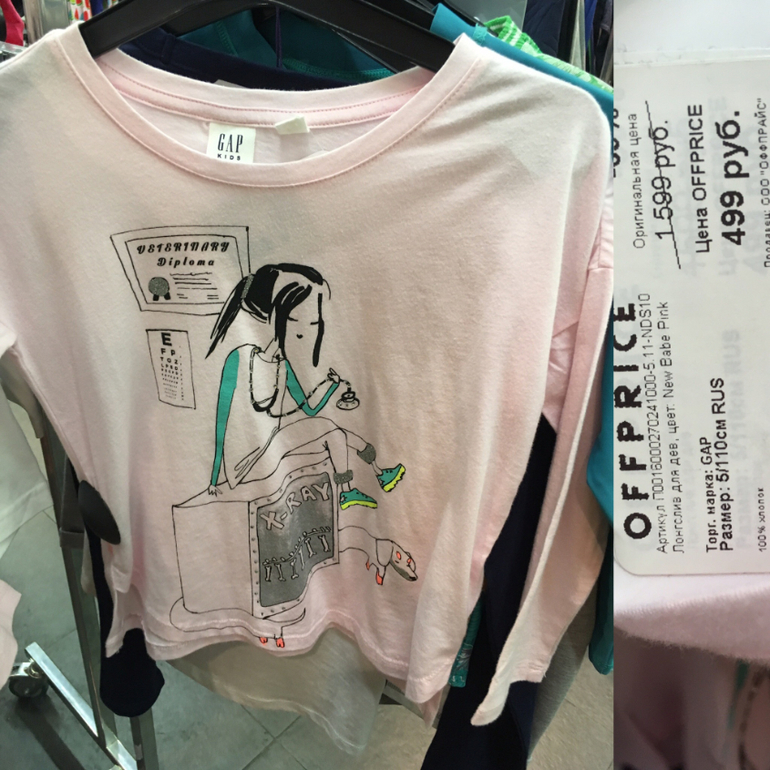 GAP
KIDS
VETERINARY
Diploma
E
F P
T O Z
L P E D
X-RAY
Оригинальная цена
1 599 руб.
Цена OFFPRICE
499 руб.
Продавец: ООО "ОФФПРАЙС"
OFFPRICE
Артикул П00160002702410​00-5.11-NDS10
Лонгслив для дев, цвет: New Babe Pink
Торг. марка: GAP
Размер: 5/110см RUS
100% хлопок